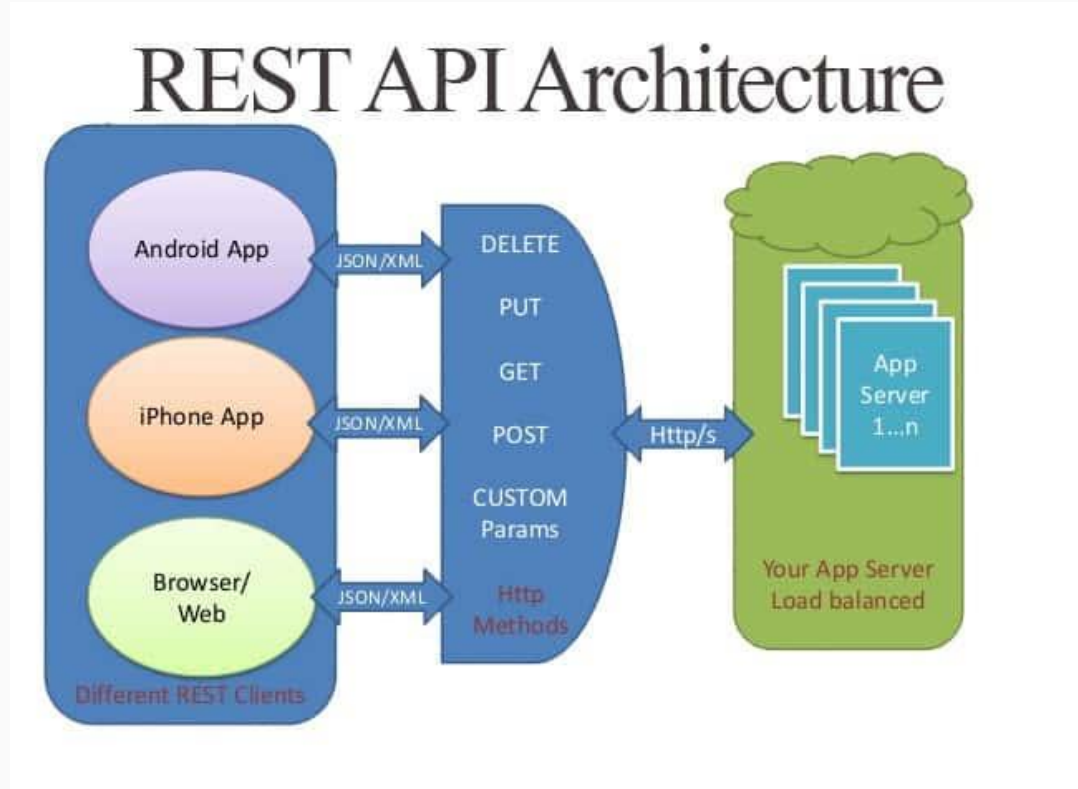 REST API Architecture
Android App
JSON/XML
iPhone App
JSON/XML
Browser/
Web
JSON/XML
Different REST Clients
DELETE
PUT
GET
POST
CUSTOM
Params
Http
Methods
Http/s
App
Server
1...n
Your App Server
Load balanced